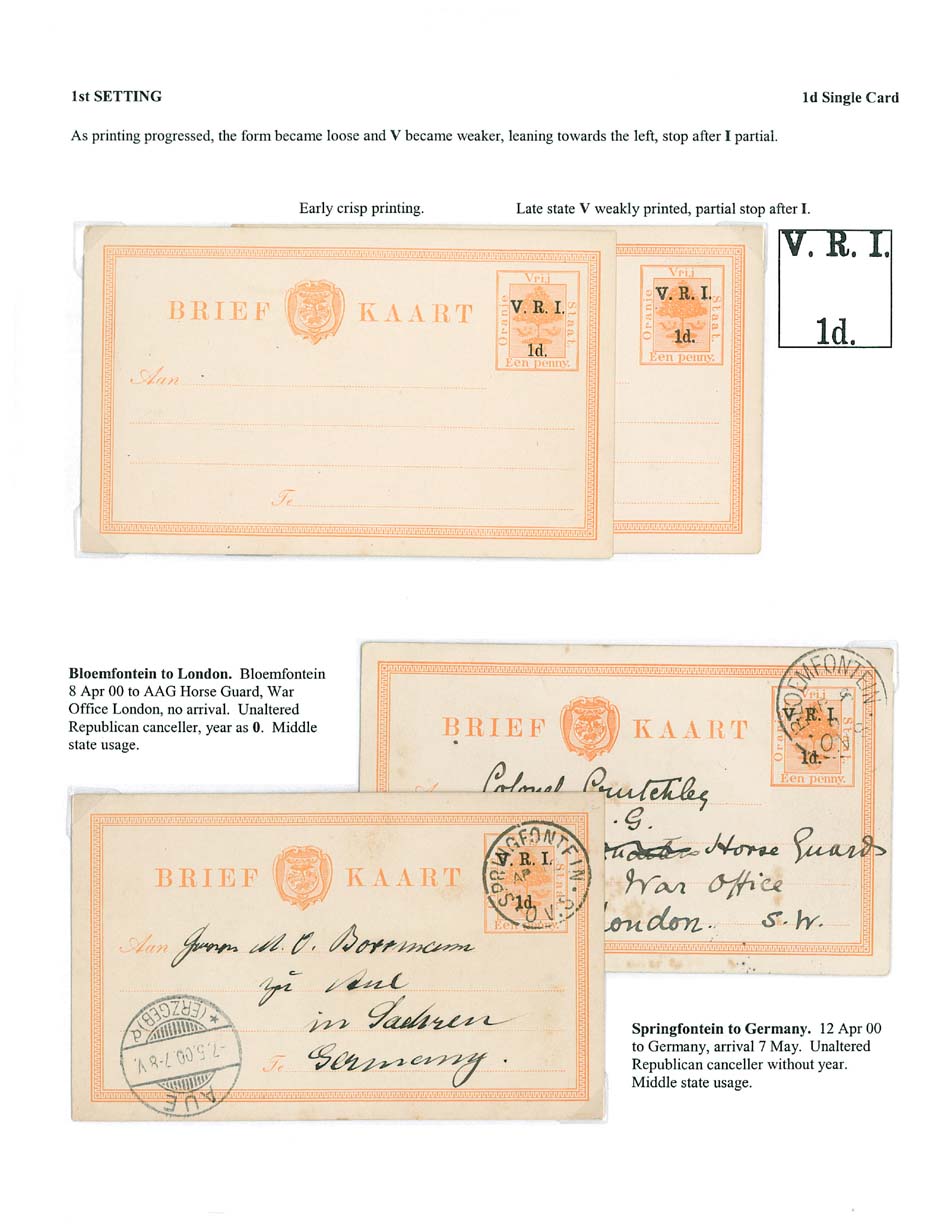 1st SETTING
1d Single Card
As printing progressed, the form became loose and V became weaker, leaning towards the left, stop after I partial.
Early crisp printing.
Late state V weakly printed, partial stop after I.
BRIEF KAART
Vrij
Oranje
Staat
V. R. I.
1d.
Een penny.
Aan
Te
Vrij
Oranje
Staat
V. R. I.
1d.
Een penny.
V. R. I.
1d.
Bloemfontein to London. Bloemfontein
8 Apr 00 to AAG Horse Guard, War
Office London, no arrival. Unaltered
Republican canceller, year as 0. Middle
state usage.
BRIEF KAART
BLOEMFONTEIN
Vrij
V. R. I.
1d.
Een penny.
Colonel Crutchley
.G.
Horse Guards
War Office
London. S.W.
BRIEF KAART
SPRINGFONTEIN
V. R. I.
AP
1d.
Een penny.
Aan Herrn M. O. Borrmann
zu Aue
in Sachsen
Te Germany.
* (ERZGEB) d
-7.5.00.7-8 V.
AUE
Springfontein to Germany. 12 Apr 00
to Germany, arrival 7 May. Unaltered
Republican canceller without year.
Middle state usage.